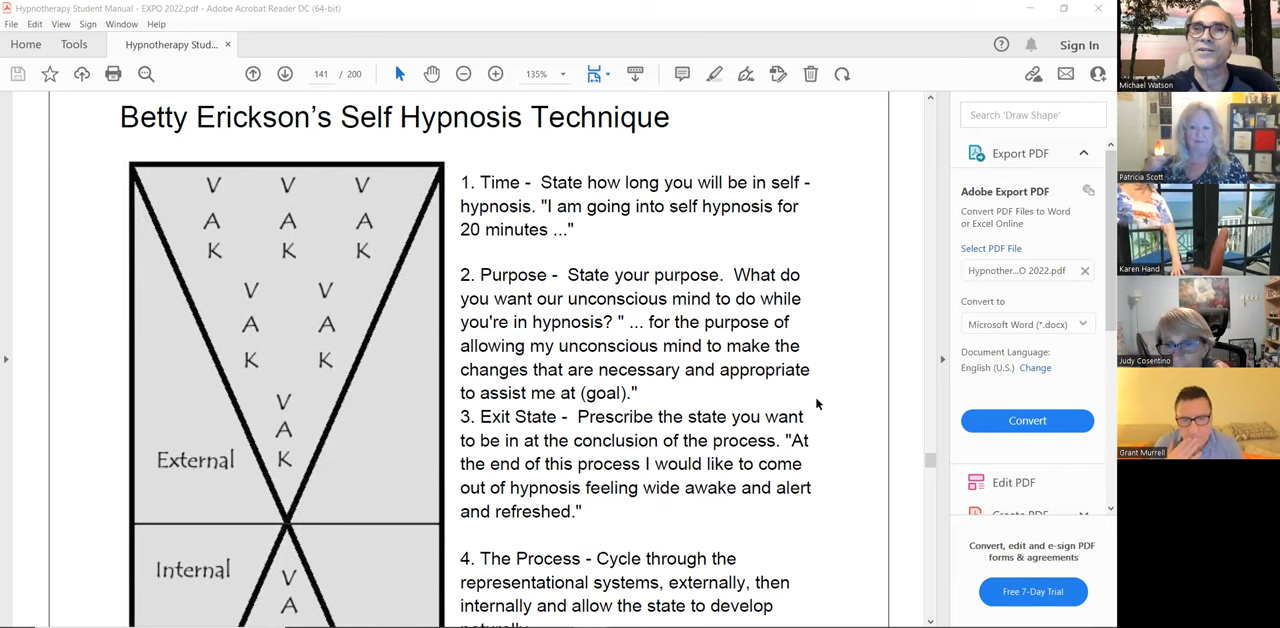 Hypnotherapy Student Manual - EXPO 2022.pdf - Adobe Acrobat Reader DC (64-bit)
File Edit View Sign Window Help
Home Tools Hypnotherapy Stud... × Sign In
141 / 200 135%
Betty Erickson's Self Hypnosis Technique
V V V
A A A
K K K
V V
A A
K K
V
A
External K
Internal
V
A
1. Time - State how long you will be in self -
hypnosis. "I am going into self hypnosis for
20 minutes ..."
2. Purpose - State your purpose. What do
you want our unconscious mind to do while
you're in hypnosis? " ... for the purpose of
allowing my unconscious mind to make the
changes that are necessary and appropriate
to assist me at (goal)."
3. Exit State - Prescribe the state you want
to be in at the conclusion of the process. "At
the end of this process I would like to come
out of hypnosis feeling wide awake and alert
and refreshed."
4. The Process - Cycle through the
representational systems, externally, then
internally and allow the state to develop
naturally.
Search 'Draw Shape'
Export PDF
Adobe Export PDF
Convert PDF Files to Word
or Excel Online
Select PDF File
Hypnother...O 2022.pdf
Convert to
Microsoft Word (*.docx)
Document Language:
English (U.S.) Change
Convert
Edit PDF
Create PDF
Convert, edit and e-sign PDF
forms & agreements
Free 7-Day Trial
Michael Watson
Patricia Scott
Karen Hand
Judy Cosentino
Grant Murrell